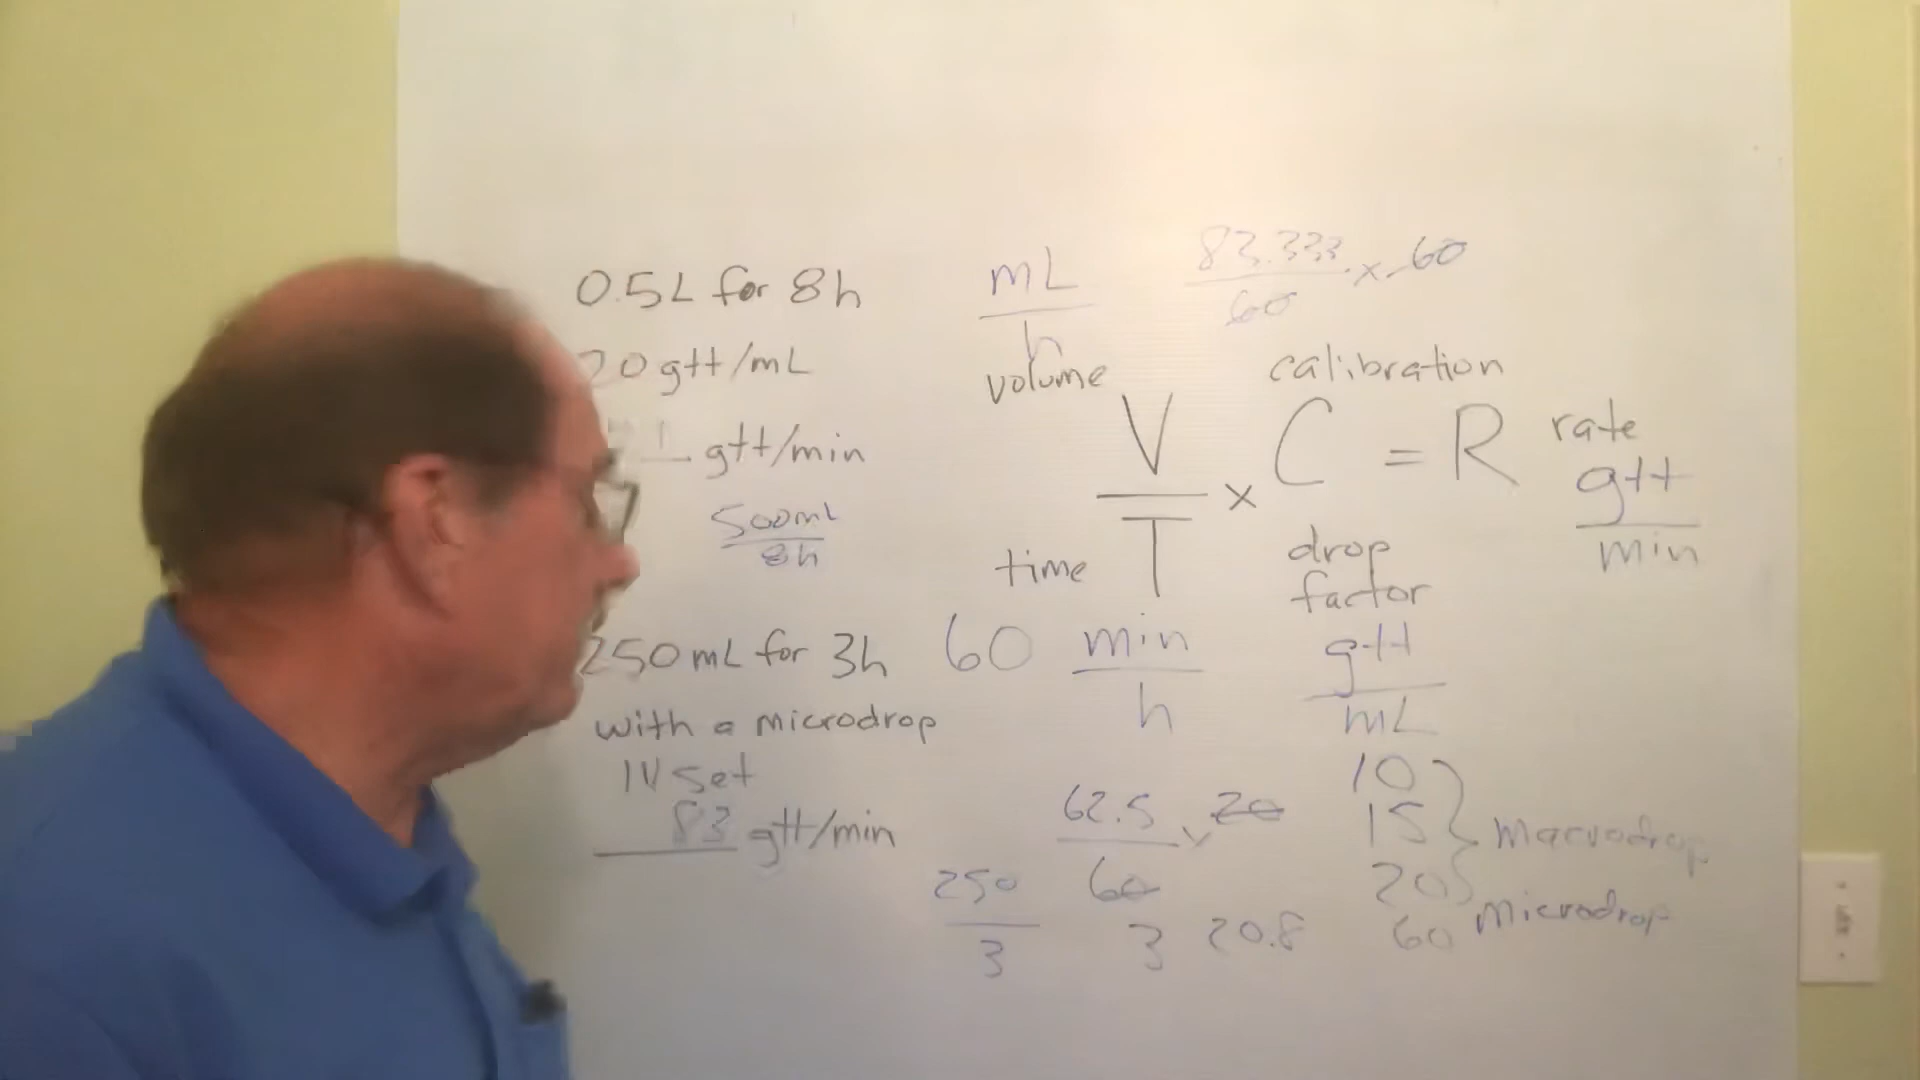 0.5L for 8h
20 gtt/mL
gtt/min
500mL
8h
250 mL for 3h
with a microdrop
IV set
83 gtt/min
mL
h
83.333 x 60
60
volume
calibration
V x C = R rate
T
gtt
min
time
drop
factor
60 min
h
gtt
mL
10
15 Macrodrop
20
60 Microdrop
62.5 x 20
60
3 20.8
250
3